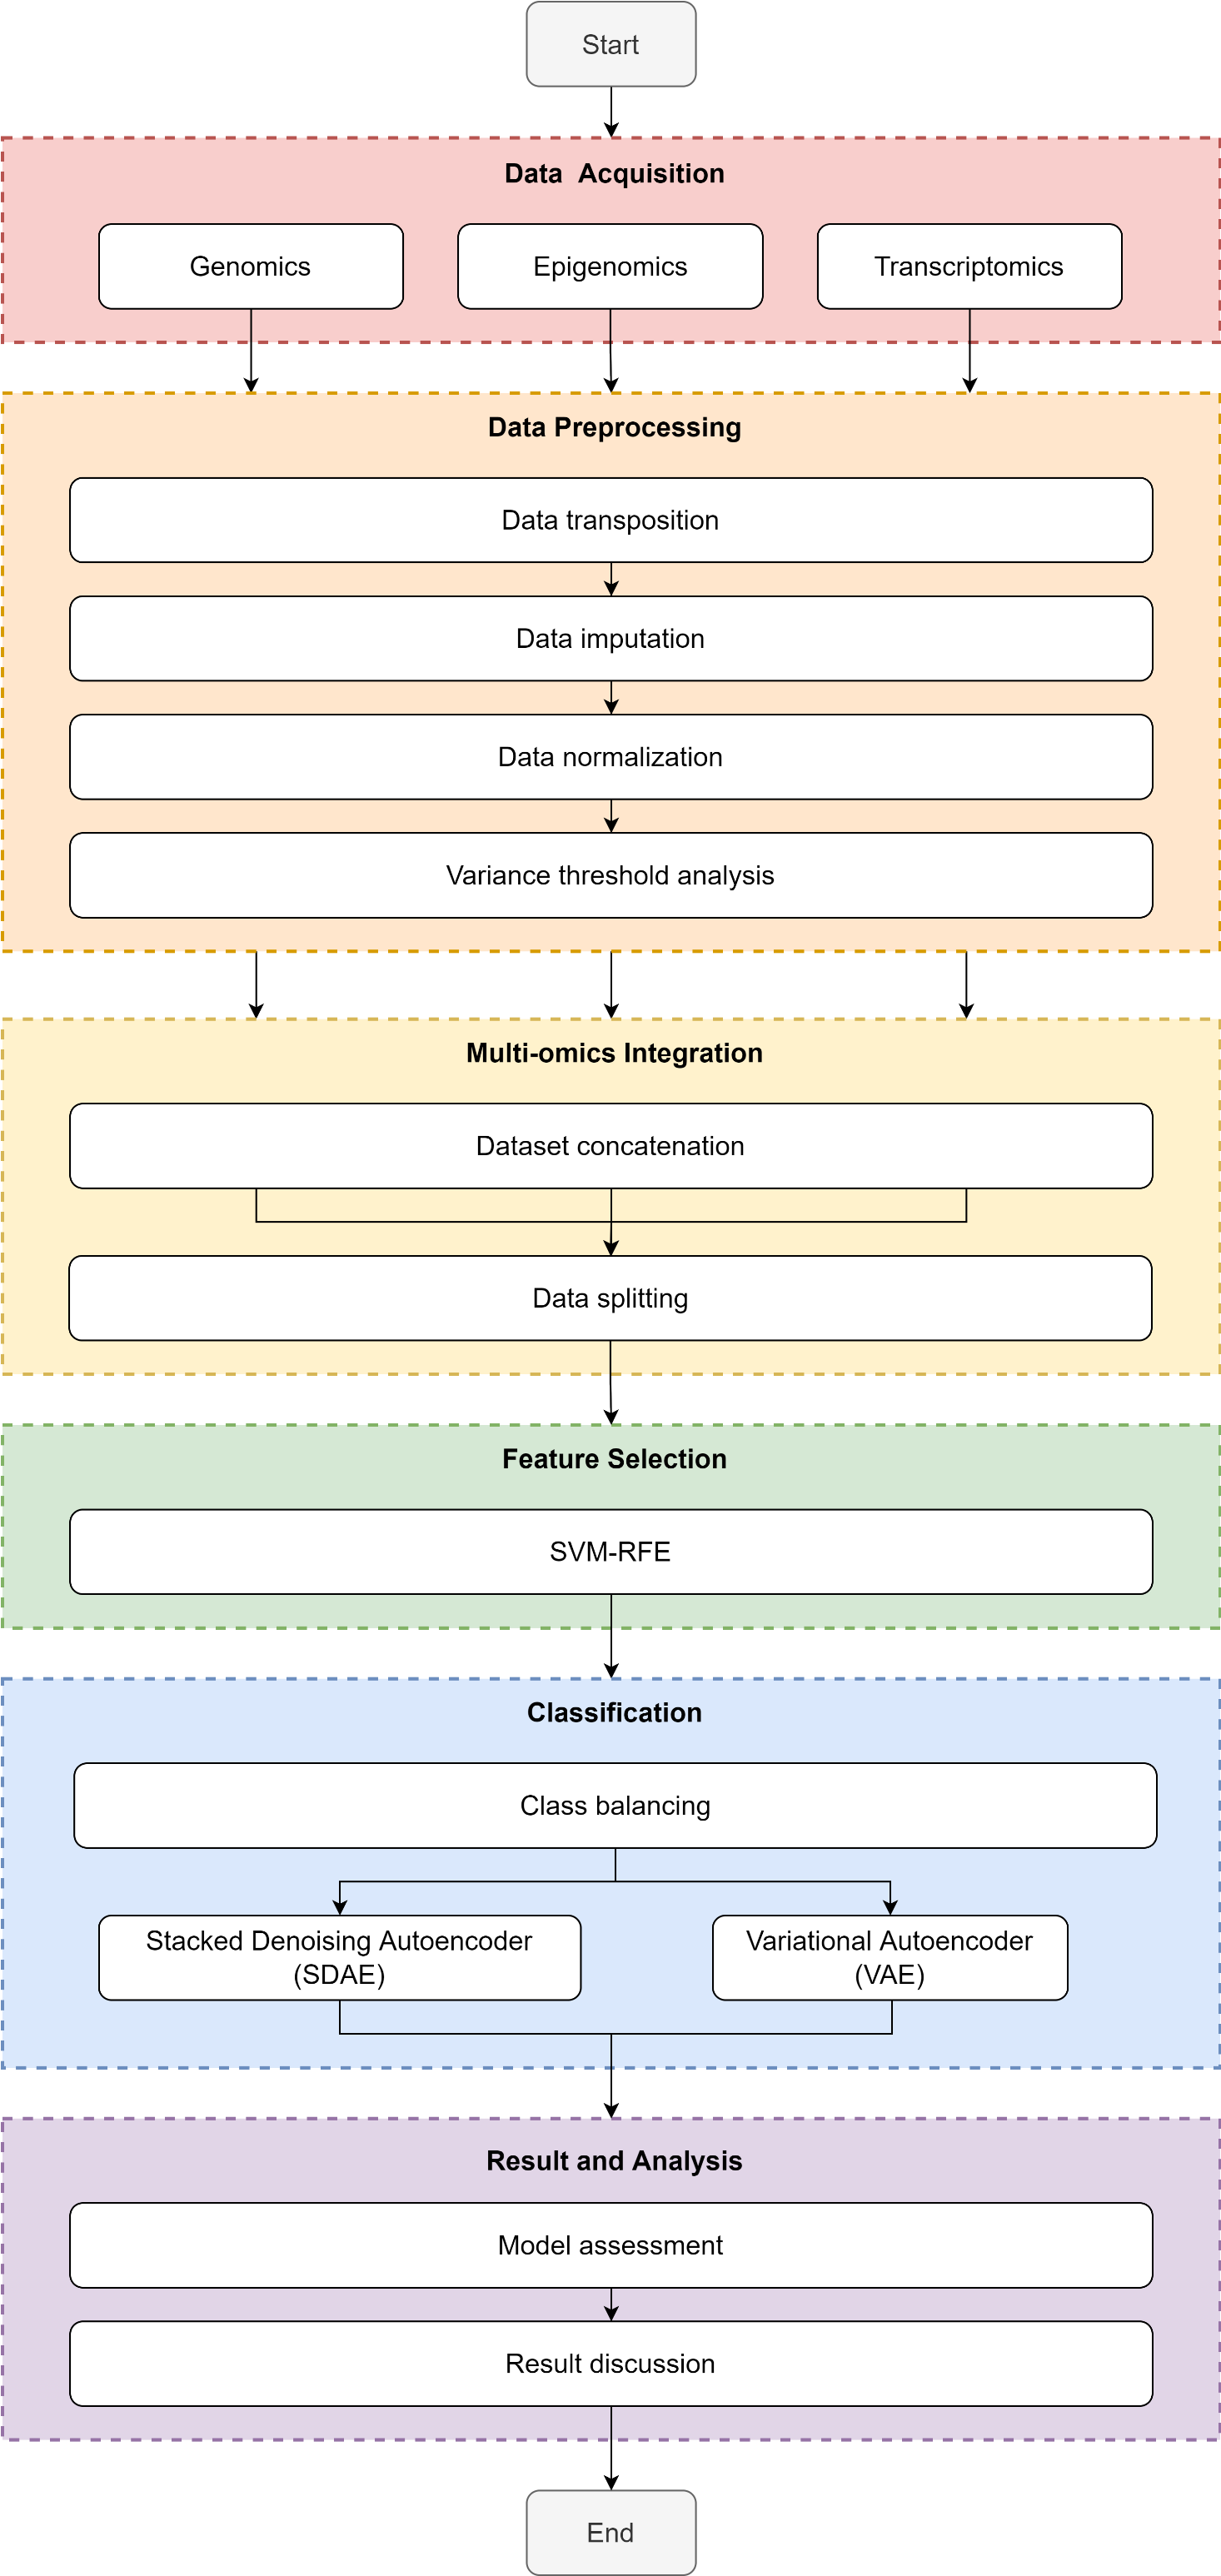 Start
Data  Acquisition
Genomics
Epigenomics
Transcriptomics
Data Preprocessing
Data transposition
Data imputation
Data normalization
Variance threshold analysis
Multi-omics Integration
Dataset concatenation
Data splitting
Feature Selection
SVM-RFE
Classification
Class balancing
Stacked Denoising Autoencoder
(SDAE)
Variational Autoencoder
(VAE)
Result and Analysis
Model assessment
Result discussion
End